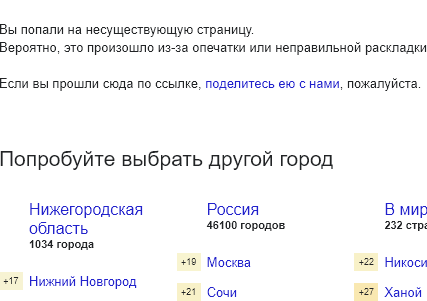 Вы попали на несуществующую страницу.
Вероятно, это произошло из-за опечатки или неправильной раскладки
Если вы прошли сюда по ссылке, поделитесь ею с нами, пожалуйста.
Попробуйте выбрать другой город
Нижегородская
область
1034 города
+17 Нижний Новгород
Россия
46100 городов
+19 Москва
+21 Сочи
В мир
232 стра
+22 Никоси
+27 Ханой